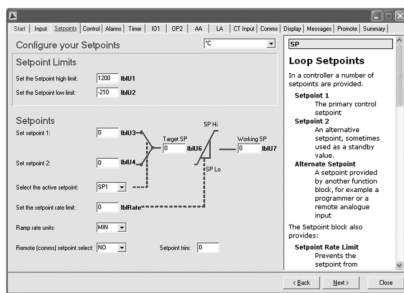 Start Input Setpoints Control Alarms Timer IO1 OP2 AA LA CT Input Comms Display Messages Promote Summary
Configure your Setpoints
°C
Setpoint Limits
Set the Setpoint high limit: 1200 lblU1
Set the Setpoint low limit: -210 lblU2
Setpoints
SP Hi
Set setpoint 1: 0 lblU3
Target SP
0 lblU6
Working SP
0 lblU7
Set setpoint 2: 0 lblU4
SP Lo
Select the active setpoint: SP1
Set the setpoint rate limit: 0 lblRate
Ramp rate units: MIN
Remote (comms) setpoint select: NO
Setpoint trim: 0
SP
Loop Setpoints
In a controller a number of
setpoints are provided.
Setpoint 1
The primary control
setpoint
Setpoint 2
An alternative
setpoint, sometimes
used as a standby
value.
Alternate Setpoint
A setpoint provided
by another function
block, for example a
programmer or a
remote analogue
input
The Setpoint block also
provides:
Setpoint Rate Limit
Prevents the
setpoint from
< Back
Next >
Close